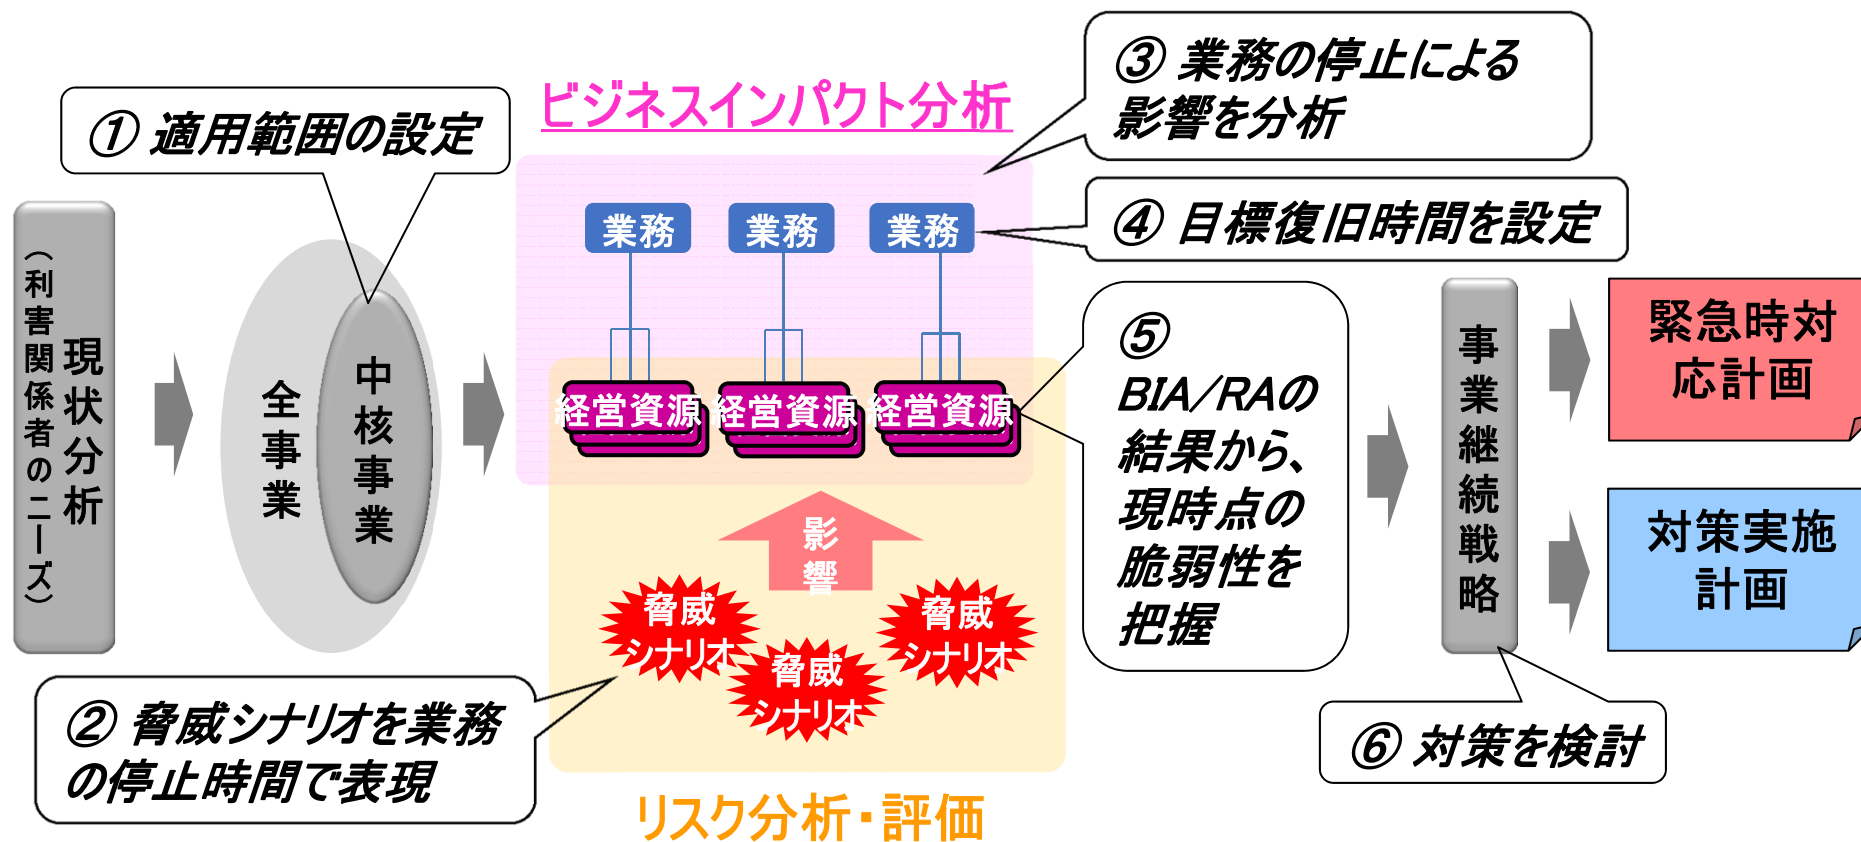 ① 適用範囲の設定
現状分析
（利害関係者のニーズ）
全事業
中核事業
② 脅威シナリオを業務
の停止時間で表現
ビジネスインパクト分析
業務
業務
業務
経営資源
経営資源
経営資源
影
響
脅威
シナリオ
脅威
シナリオ
脅威
シナリオ
リスク分析・評価
③ 業務の停止による
影響を分析
④ 目標復旧時間を設定
⑤
BIA/RAの
結果から、
現時点の
脆弱性を
把握
事業継続戦略
⑥ 対策を検討
緊急時対
応計画
対策実施
計画